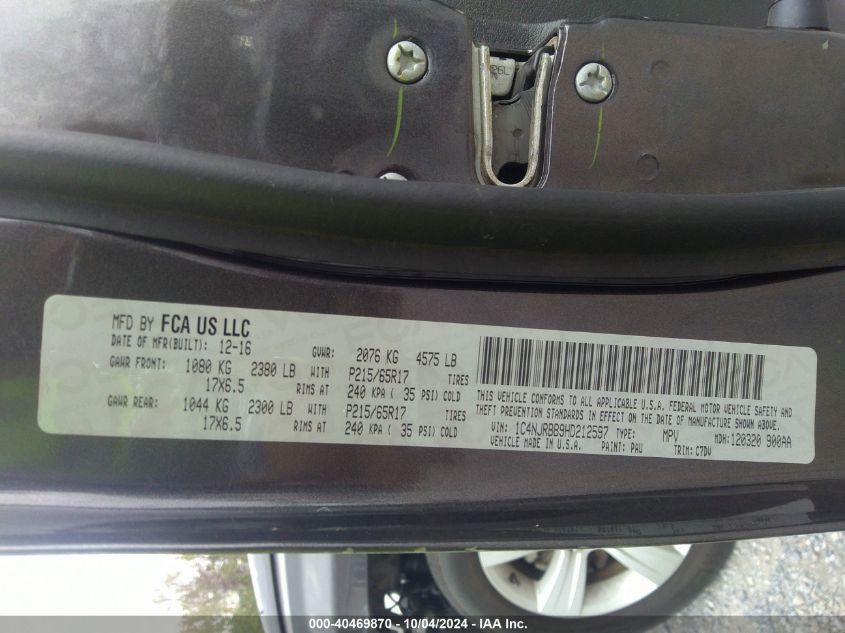 26L
MFD BY FCA US LLC
DATE OF MFR(BUILT): 12-16 GVWR: 2076 KG 4575 LB
GAWR FRONT: 1080 KG 2380 LB WITH P215/65R17 TIRES
17X6.5 RIMS AT 240 KPA ( 35 PSI) COLD
GAWR REAR: 1044 KG 2300 LB WITH P215/65R17 TIRES
17X6.5 RIMS AT 240 KPA ( 35 PSI) COLD
THIS VEHICLE CONFORMS TO ALL APPLICABLE U.S.A. FEDERAL MOTOR VEHICLE SAFETY AND
THEFT PREVENTION STANDARDS IN EFFECT ON THE DATE OF MANUFACTURE SHOWN ABOVE.
VIN: 1C4NJRBB9HD212597 TYPE: MPV MDH:120320 900AA
VEHICLE MADE IN U.S.A. PAINT: PAU TRIM: C7DV
000-40469870 - 10/04/2024 - IAA Inc.